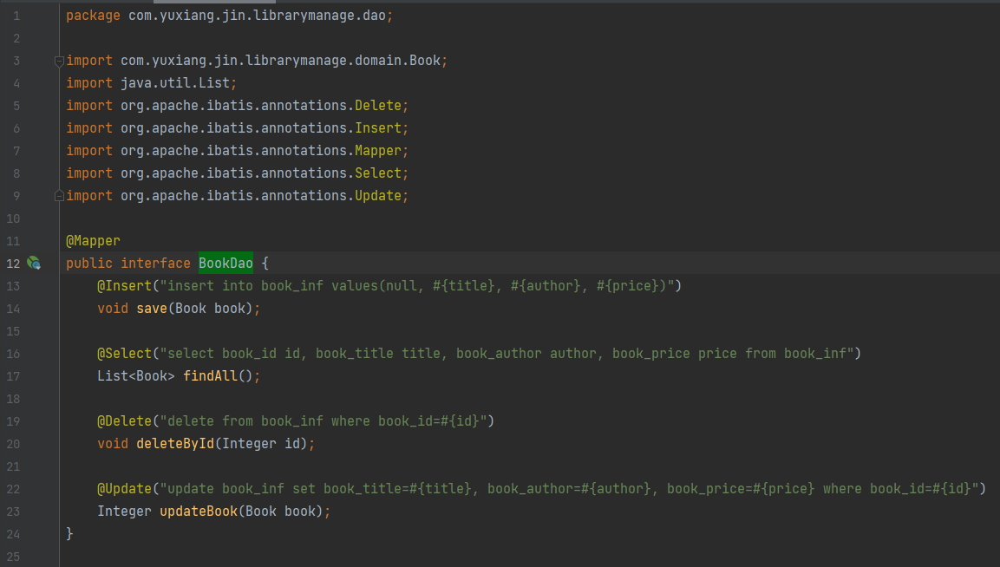 1 package com.yuxiang.jin.librarymanage.dao;
2
3 import com.yuxiang.jin.librarymanage.domain.Book;
4 import java.util.List;
5 import org.apache.ibatis.annotations.Delete;
6 import org.apache.ibatis.annotations.Insert;
7 import org.apache.ibatis.annotations.Mapper;
8 import org.apache.ibatis.annotations.Select;
9 import org.apache.ibatis.annotations.Update;
10
11 @Mapper
12 public interface BookDao {
13     @Insert("insert into book_inf values(null, #{title}, #{author}, #{price})")
14     void save(Book book);
15
16     @Select("select book_id id, book_title title, book_author author, book_price price from book_inf")
17     List<Book> findAll();
18
19     @Delete("delete from book_inf where book_id=#{id}")
20     void deleteById(Integer id);
21
22     @Update("update book_inf set book_title=#{title}, book_author=#{author}, book_price=#{price} where book_id=#{id}")
23     Integer updateBook(Book book);
24 }
25